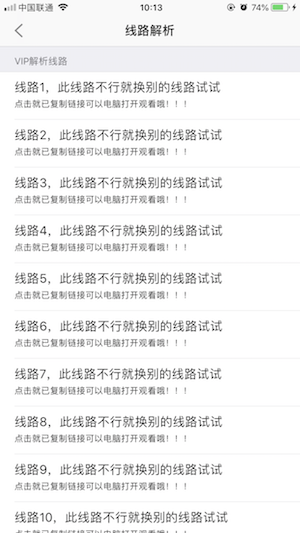 中国联通
10:13
74%
线路解析
VIP解析线路
线路1，此线路不行就换别的线路试试
点击就已复制链接可以电脑打开观看哦！！！
线路2，此线路不行就换别的线路试试
点击就已复制链接可以电脑打开观看哦！！！
线路3，此线路不行就换别的线路试试
点击就已复制链接可以电脑打开观看哦！！！
线路4，此线路不行就换别的线路试试
点击就已复制链接可以电脑打开观看哦！！！
线路5，此线路不行就换别的线路试试
点击就已复制链接可以电脑打开观看哦！！！
线路6，此线路不行就换别的线路试试
点击就已复制链接可以电脑打开观看哦！！！
线路7，此线路不行就换别的线路试试
点击就已复制链接可以电脑打开观看哦！！！
线路8，此线路不行就换别的线路试试
点击就已复制链接可以电脑打开观看哦！！！
线路9，此线路不行就换别的线路试试
点击就已复制链接可以电脑打开观看哦！！！
线路10，此线路不行就换别的线路试试